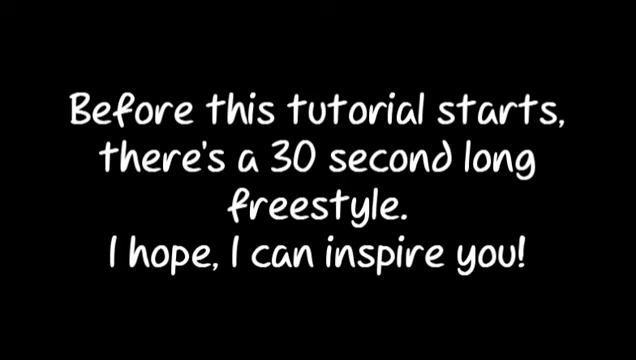 Before this tutorial starts,
there's a 30 second long
freestyle.
I hope, I can inspire you!